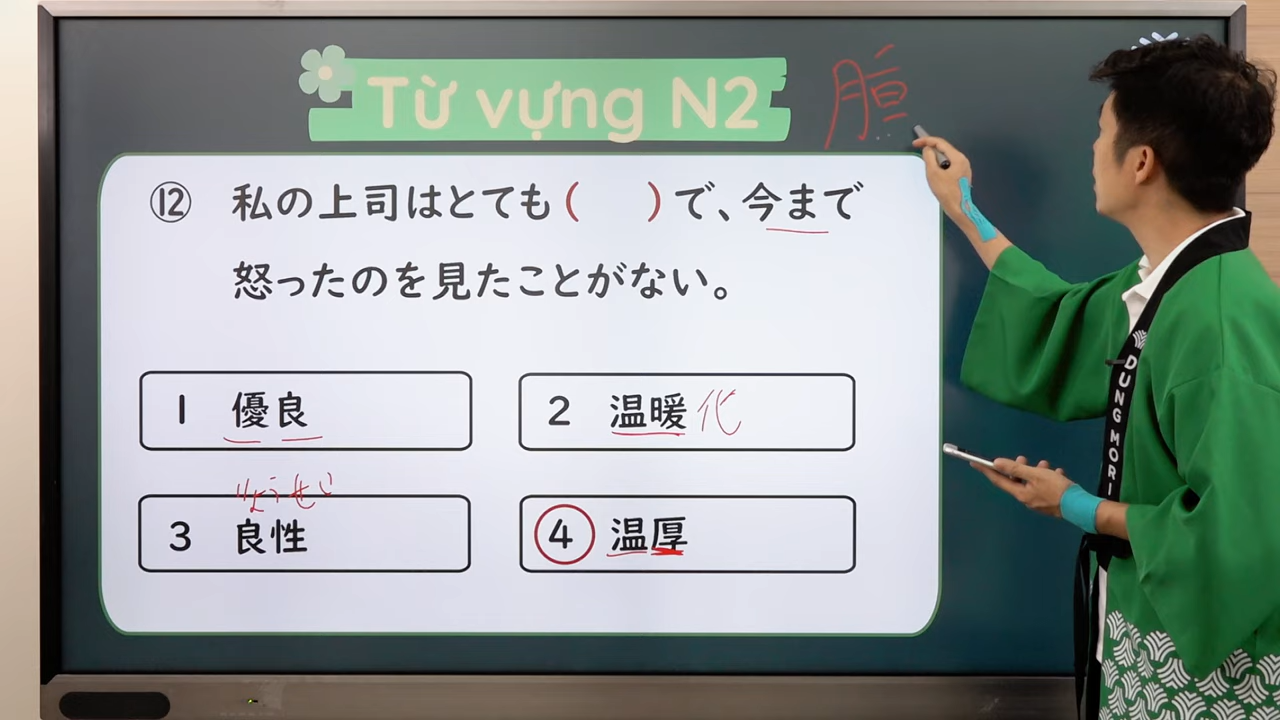 Từ vựng N2
⑫ 私の上司はとても( )で、今まで
怒ったのを見たことがない。
1 優良
2 温暖化
りょうせい
3 良性
4 温厚
DUNG MORI